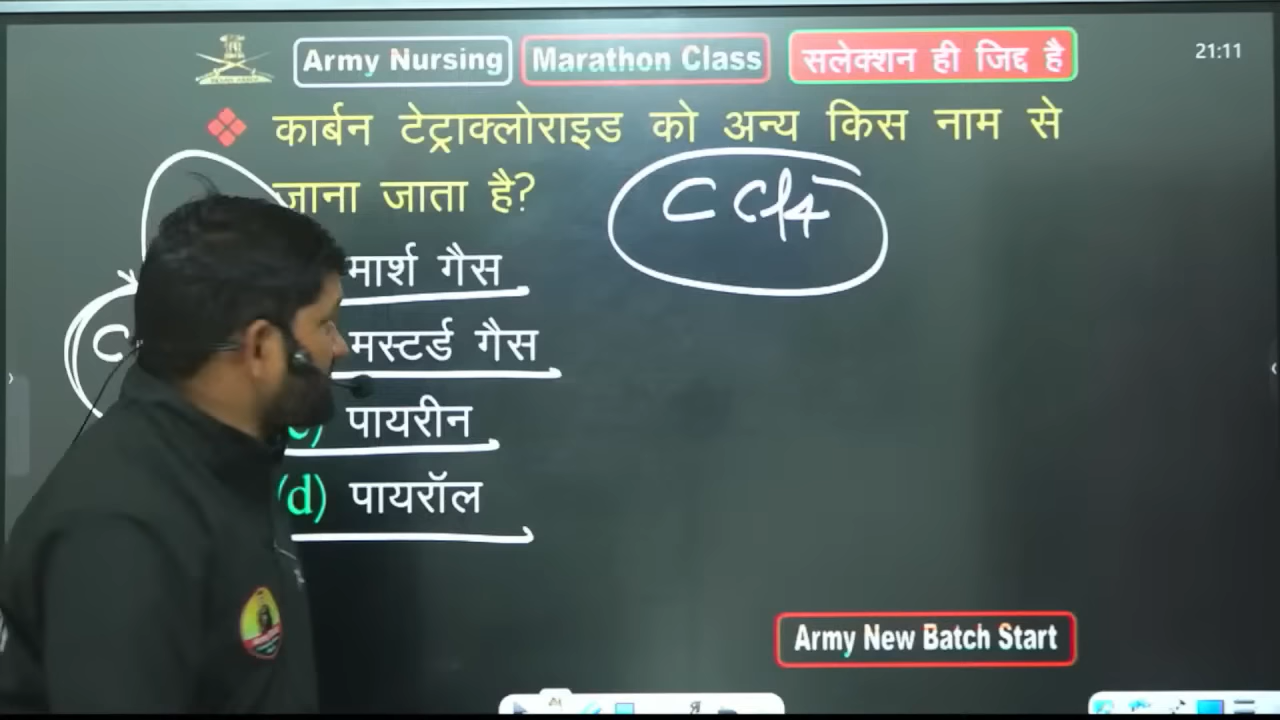 Army Nursing Marathon Class सलेक्शन ही जिद्द है 21:11
कार्बन टेट्राक्लोराइड को अन्य किस नाम से
जाना जाता है?
CCl4
मार्श गैस
मस्टर्ड गैस
C
c) पायरीन
(d) पायरॉल
Army New Batch Start